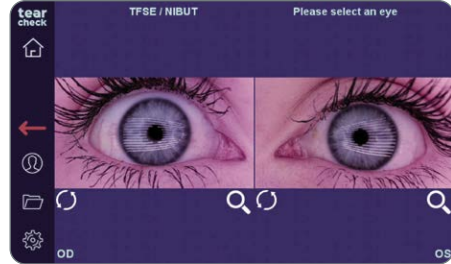 tear
check
TFSE / NIBUT
Please select an eye
OD
OS